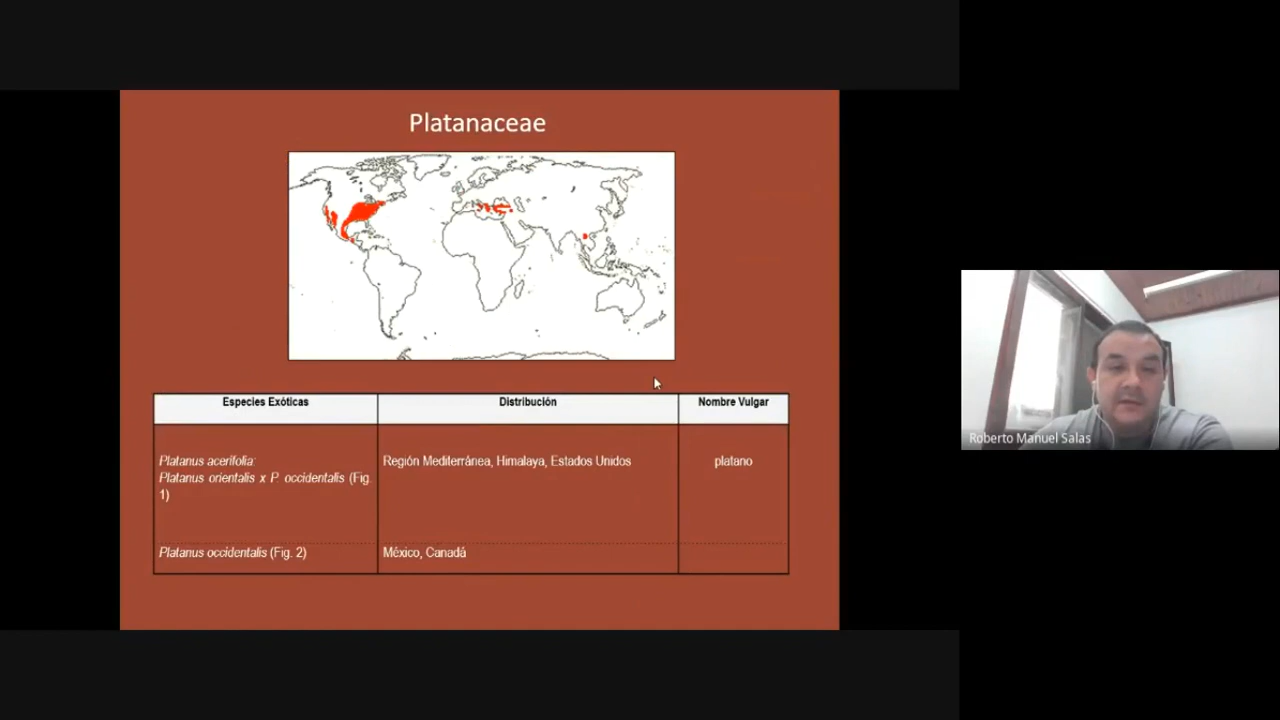 Platanaceae
Especies Exóticas
Distribución
Nombre Vulgar
Platanus acerifolia:
Platanus orientalis x P. occidentalis (Fig.
1)
Región Mediterránea, Himalaya, Estados Unidos
platano
Platanus occidentalis (Fig. 2)
México, Canadá
Roberto Manuel Salas